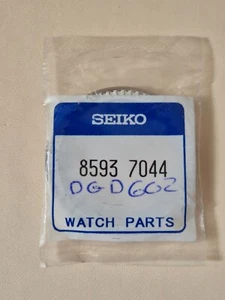 SEIKO
8593 7044
DGD602
WATCH PARTS